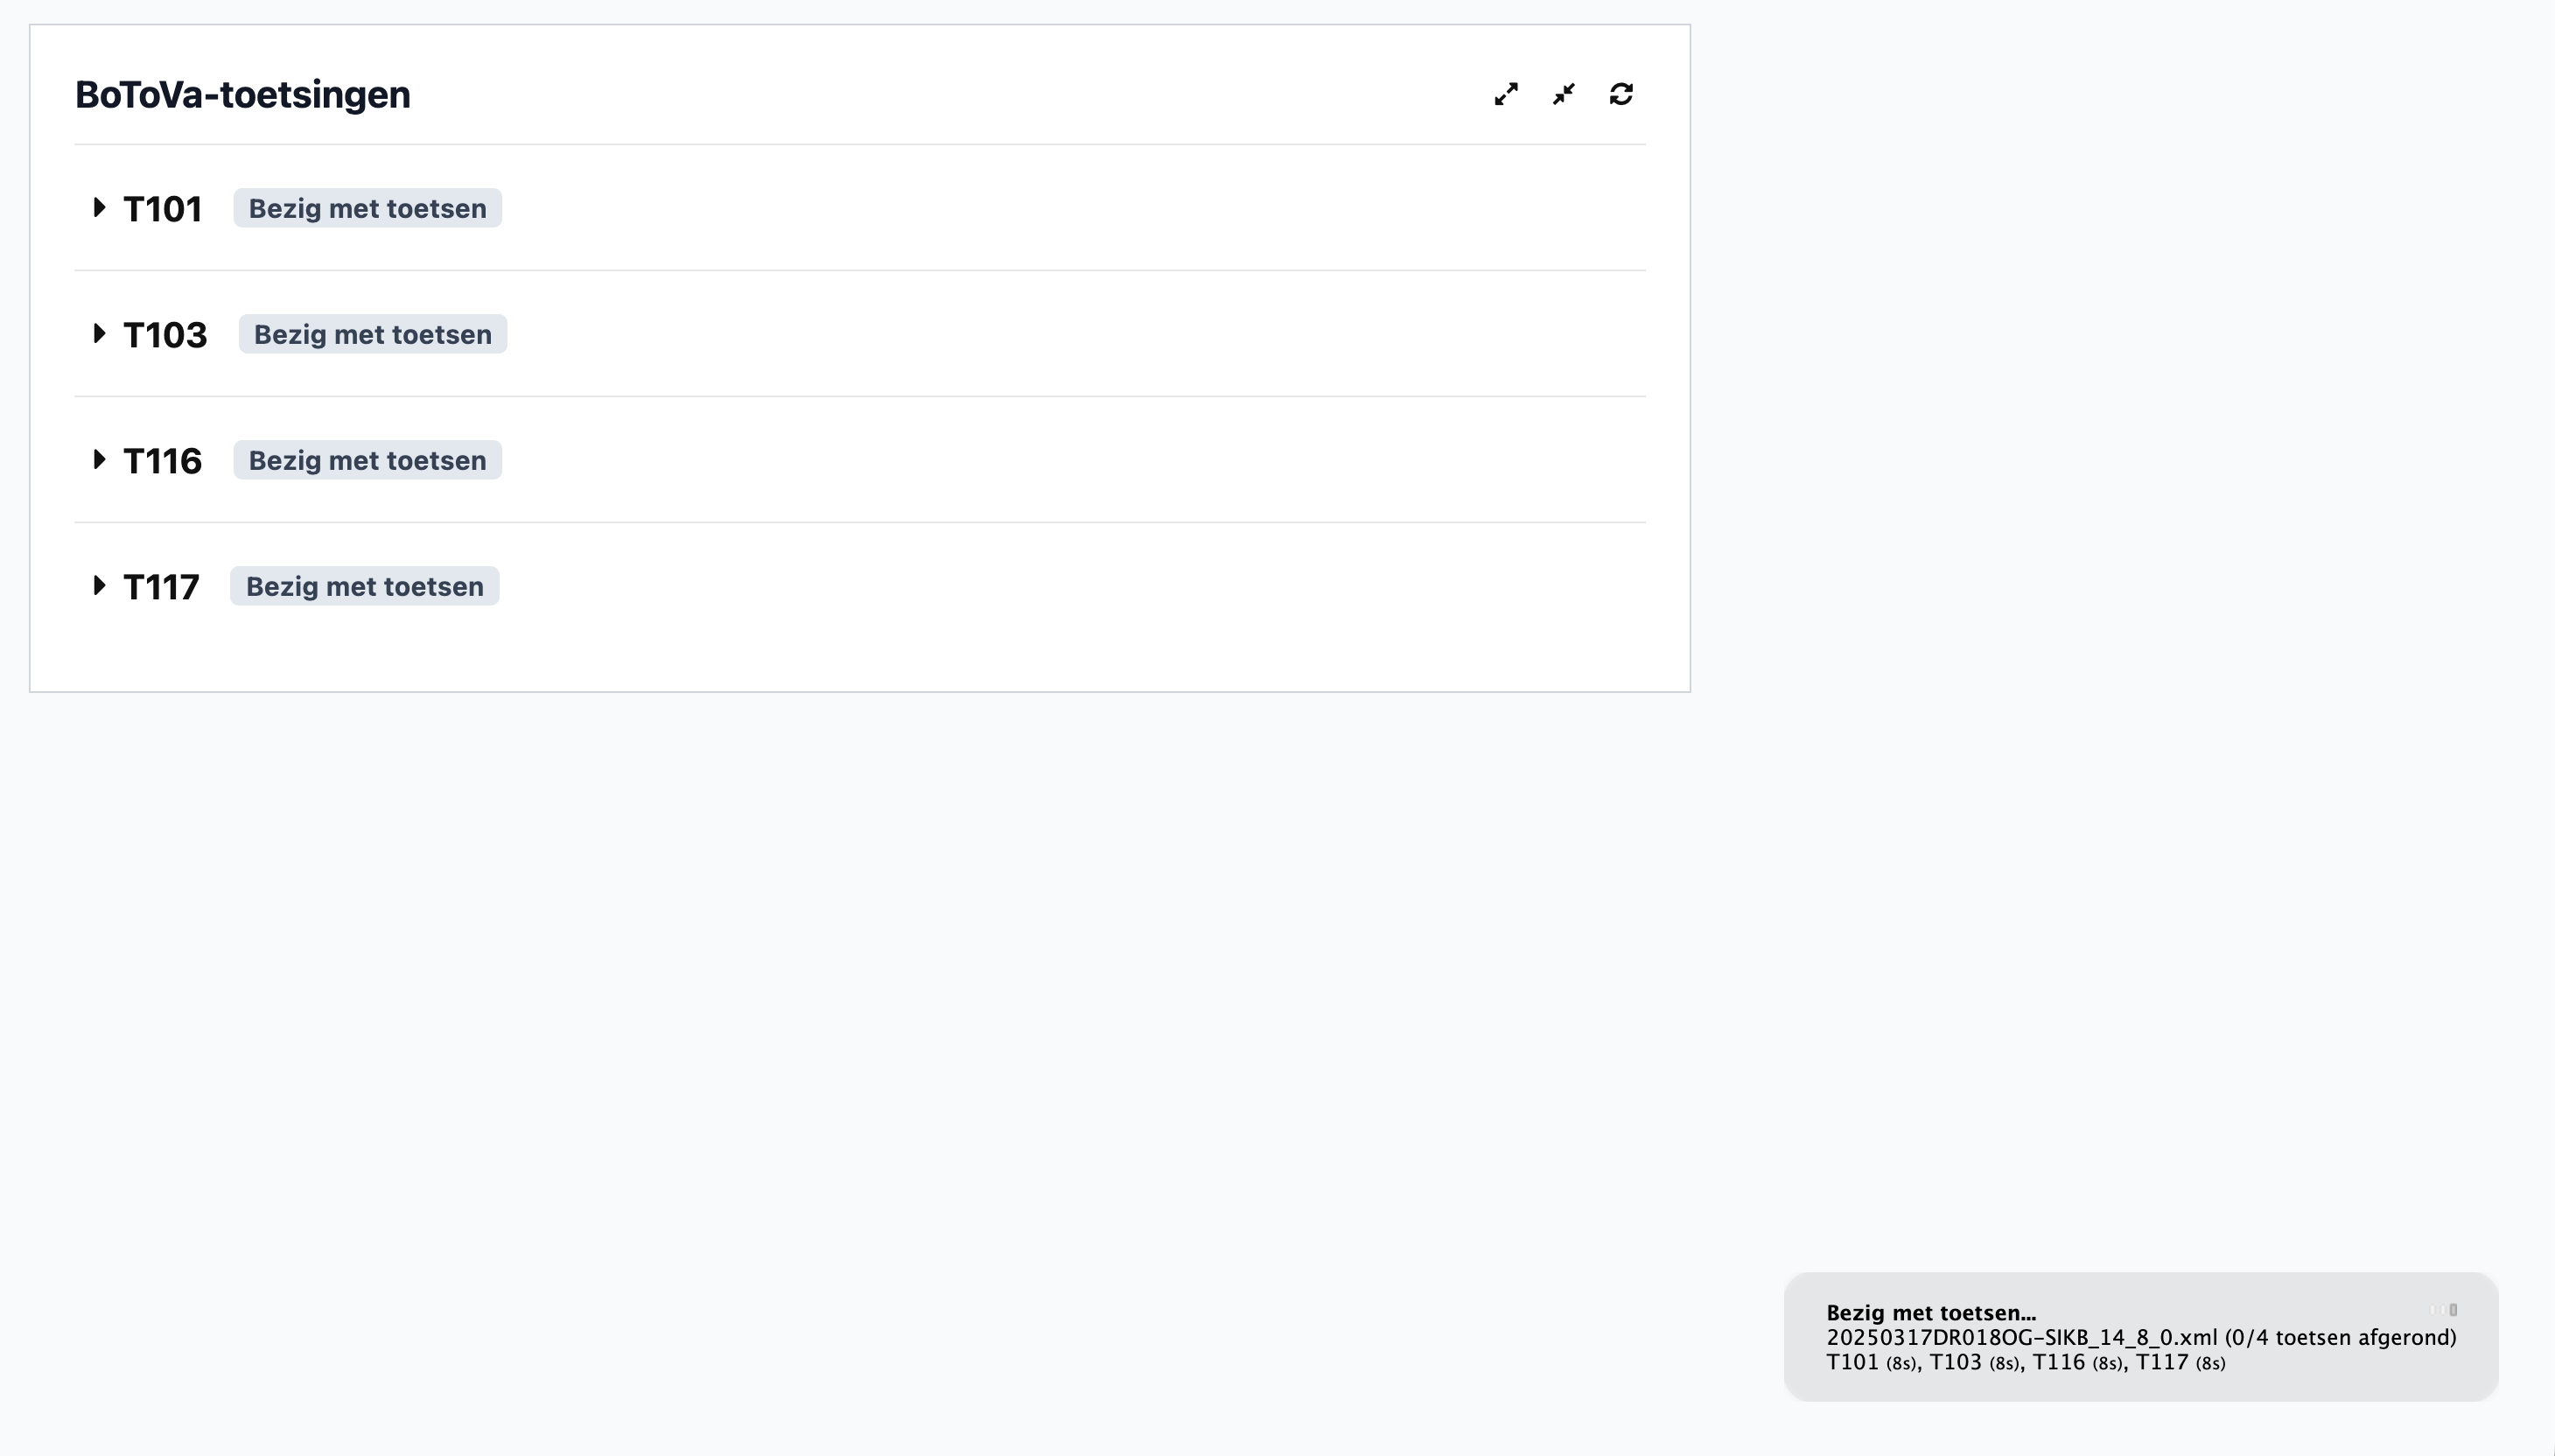 BoToVa-toetsingen
T101 Bezig met toetsen
T103 Bezig met toetsen
T116 Bezig met toetsen
T117 Bezig met toetsen
Bezig met toetsen...
20250317DR018OG-SIKB_14_8_0.xml (0/4 toetsen afgerond)
T101 (8s), T103 (8s), T116 (8s), T117 (8s)